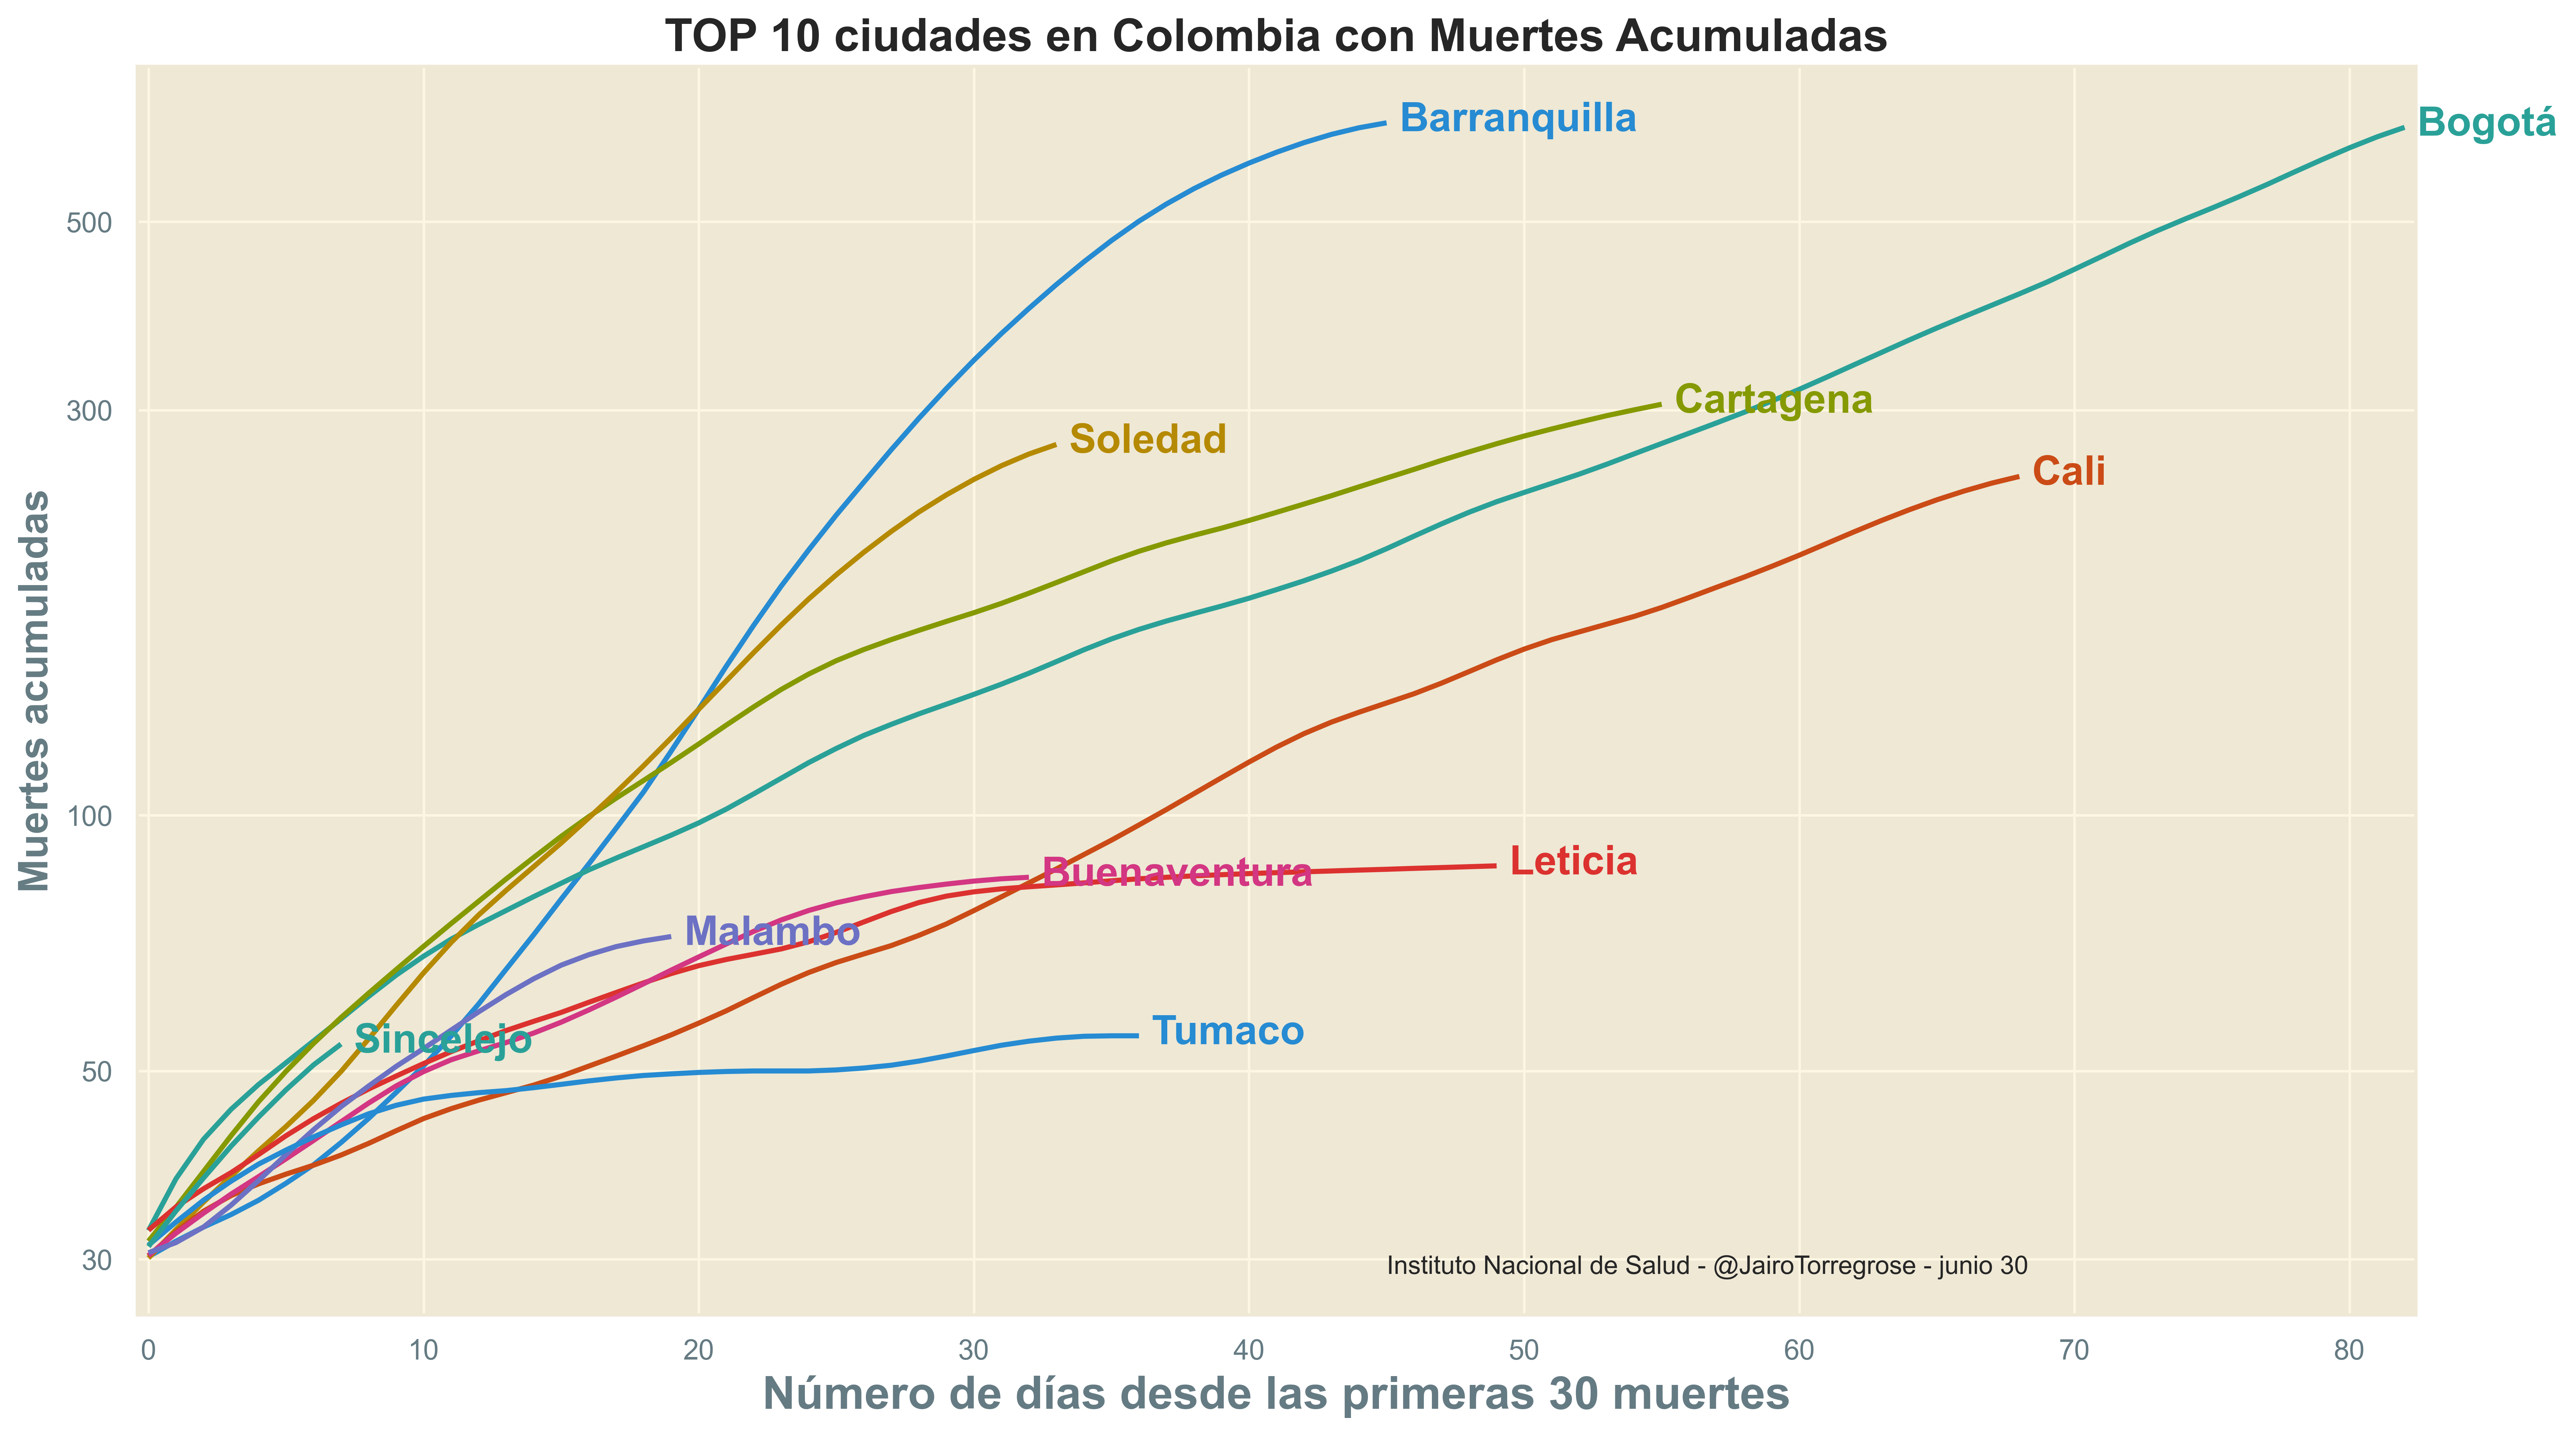 TOP 10 ciudades en Colombia con Muertes Acumuladas
Barranquilla
Bogotá
500
300
Cartagena
Soledad
Cali
Muertes acumuladas
100
Leticia
Buenaventura
Malambo
Tumaco
Sincelejo
50
30
Instituto Nacional de Salud - @JairoTorregrose - junio 30
0 10 20 30 40 50 60 70 80
Número de días desde las primeras 30 muertes